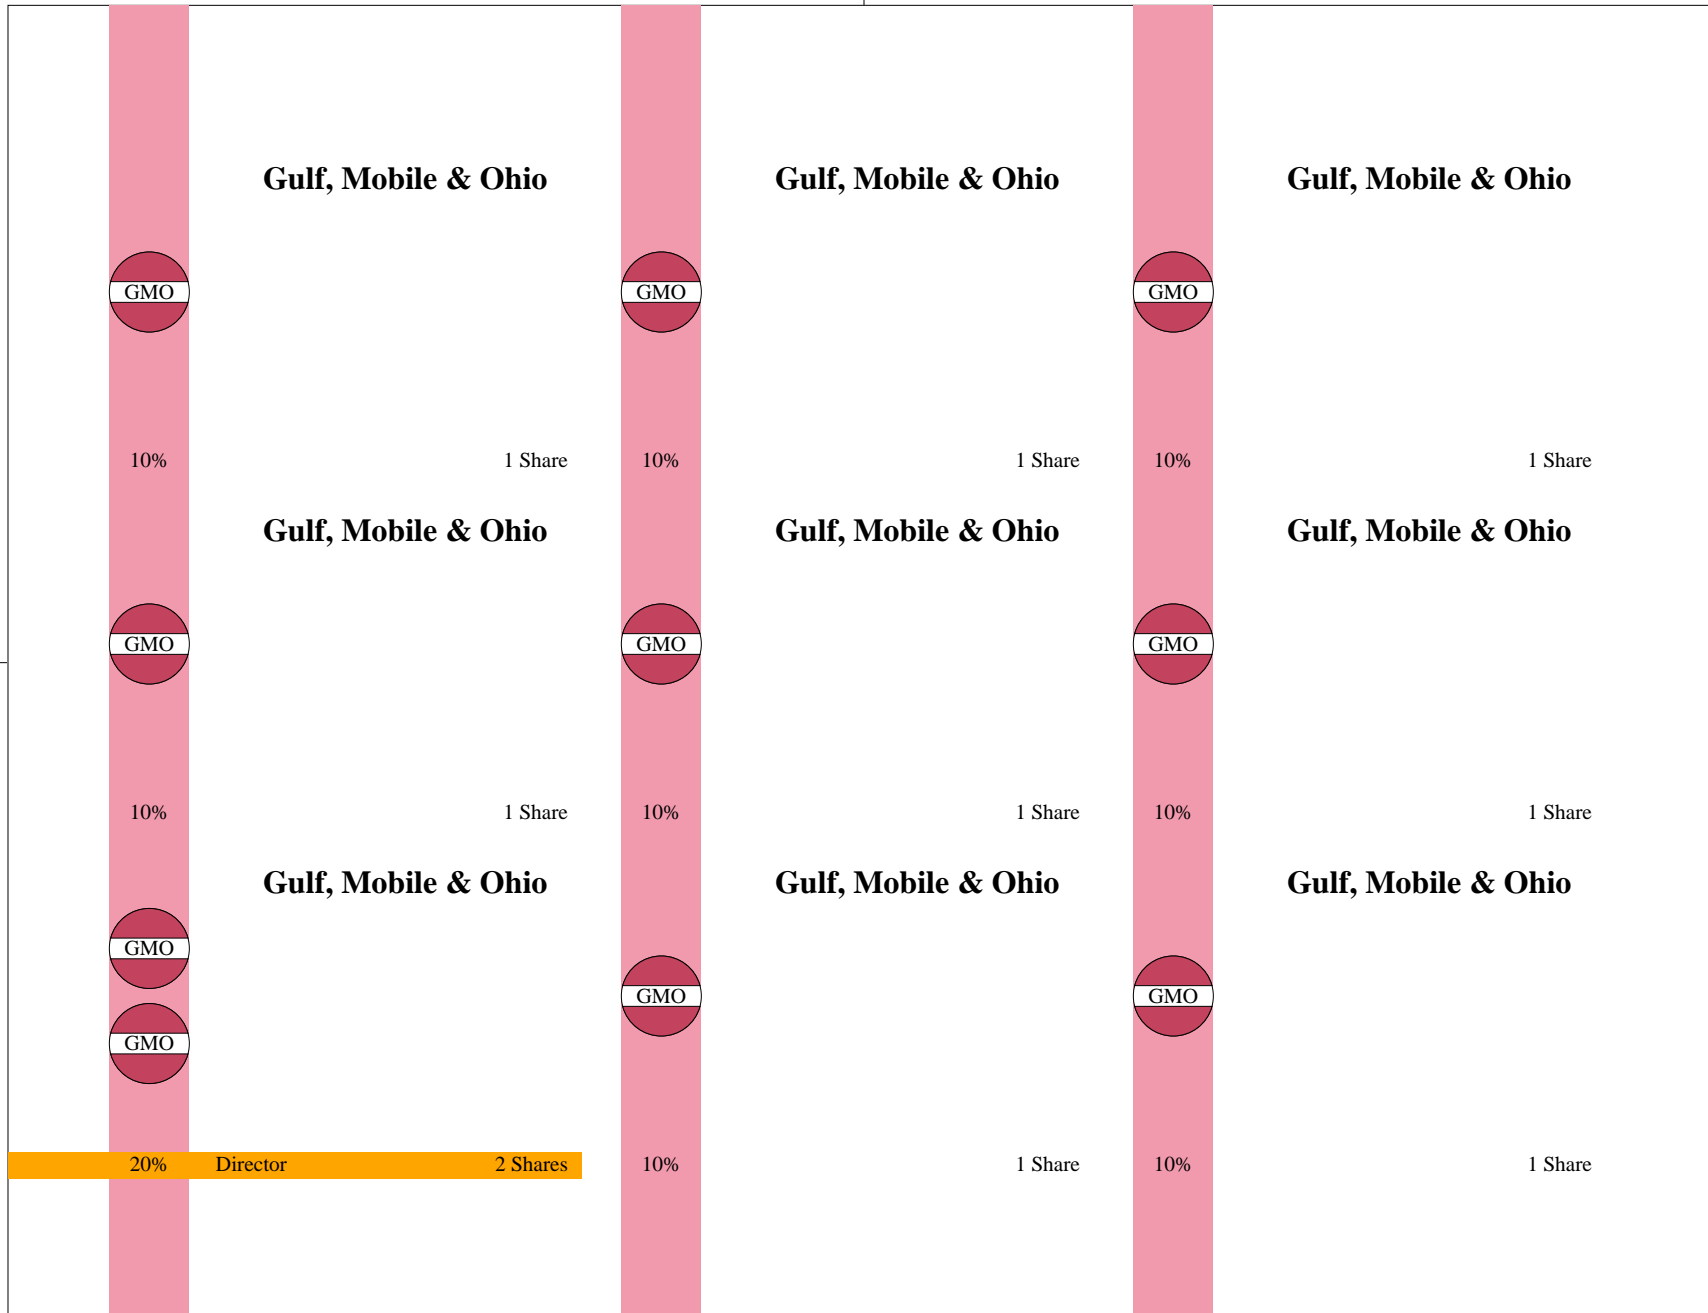 Gulf, Mobile & Ohio Gulf, Mobile & Ohio Gulf, Mobile & Ohio
GMO GMO GMO
10% 1 Share 10% 1 Share 10% 1 Share
Gulf, Mobile & Ohio Gulf, Mobile & Ohio Gulf, Mobile & Ohio
GMO GMO GMO
10% 1 Share 10% 1 Share 10% 1 Share
Gulf, Mobile & Ohio Gulf, Mobile & Ohio Gulf, Mobile & Ohio
GMO
GMO GMO
GMO
20% Director 2 Shares 10% 1 Share 10% 1 Share